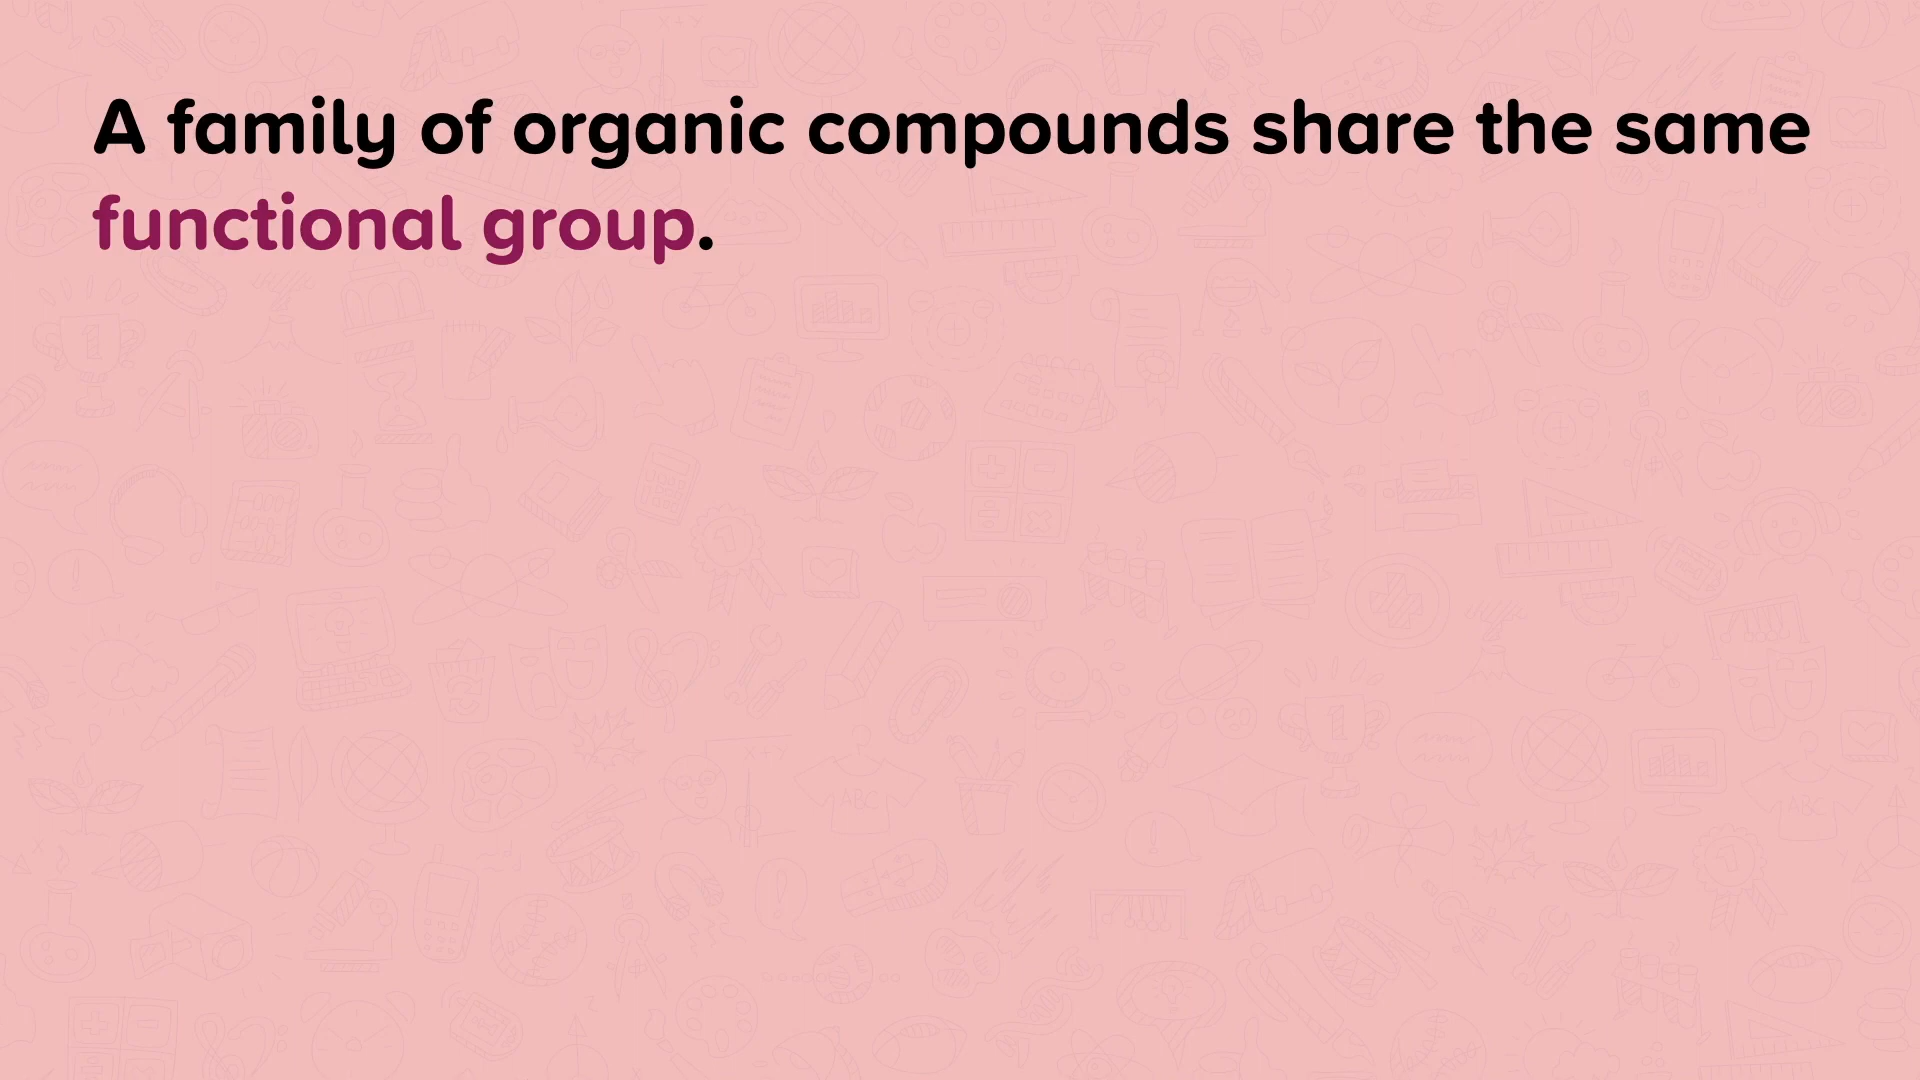 A family of organic compounds share the same
functional group.